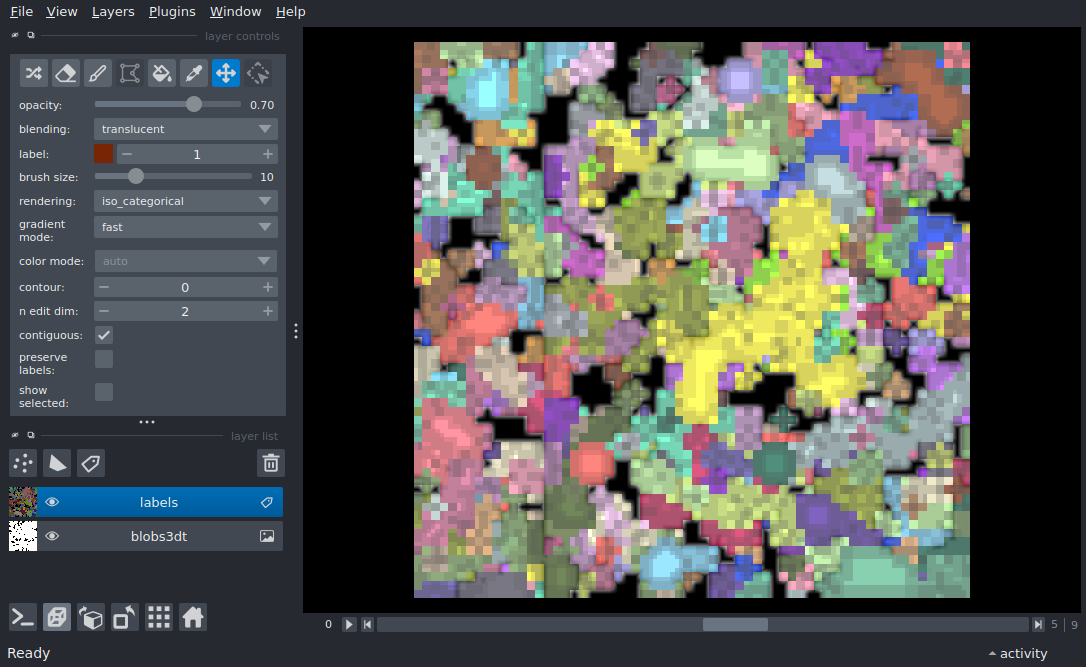 File View Layers Plugins Window Help
layer controls
opacity: 0.70
blending: translucent
label: 1
brush size: 10
rendering: iso_categorical
gradient
mode: fast
color mode: auto
contour: 0
n edit dim: 2
contiguous:
preserve
labels:
show
selected:
layer list
labels
blobs3dt
0 5 | 9
Ready activity